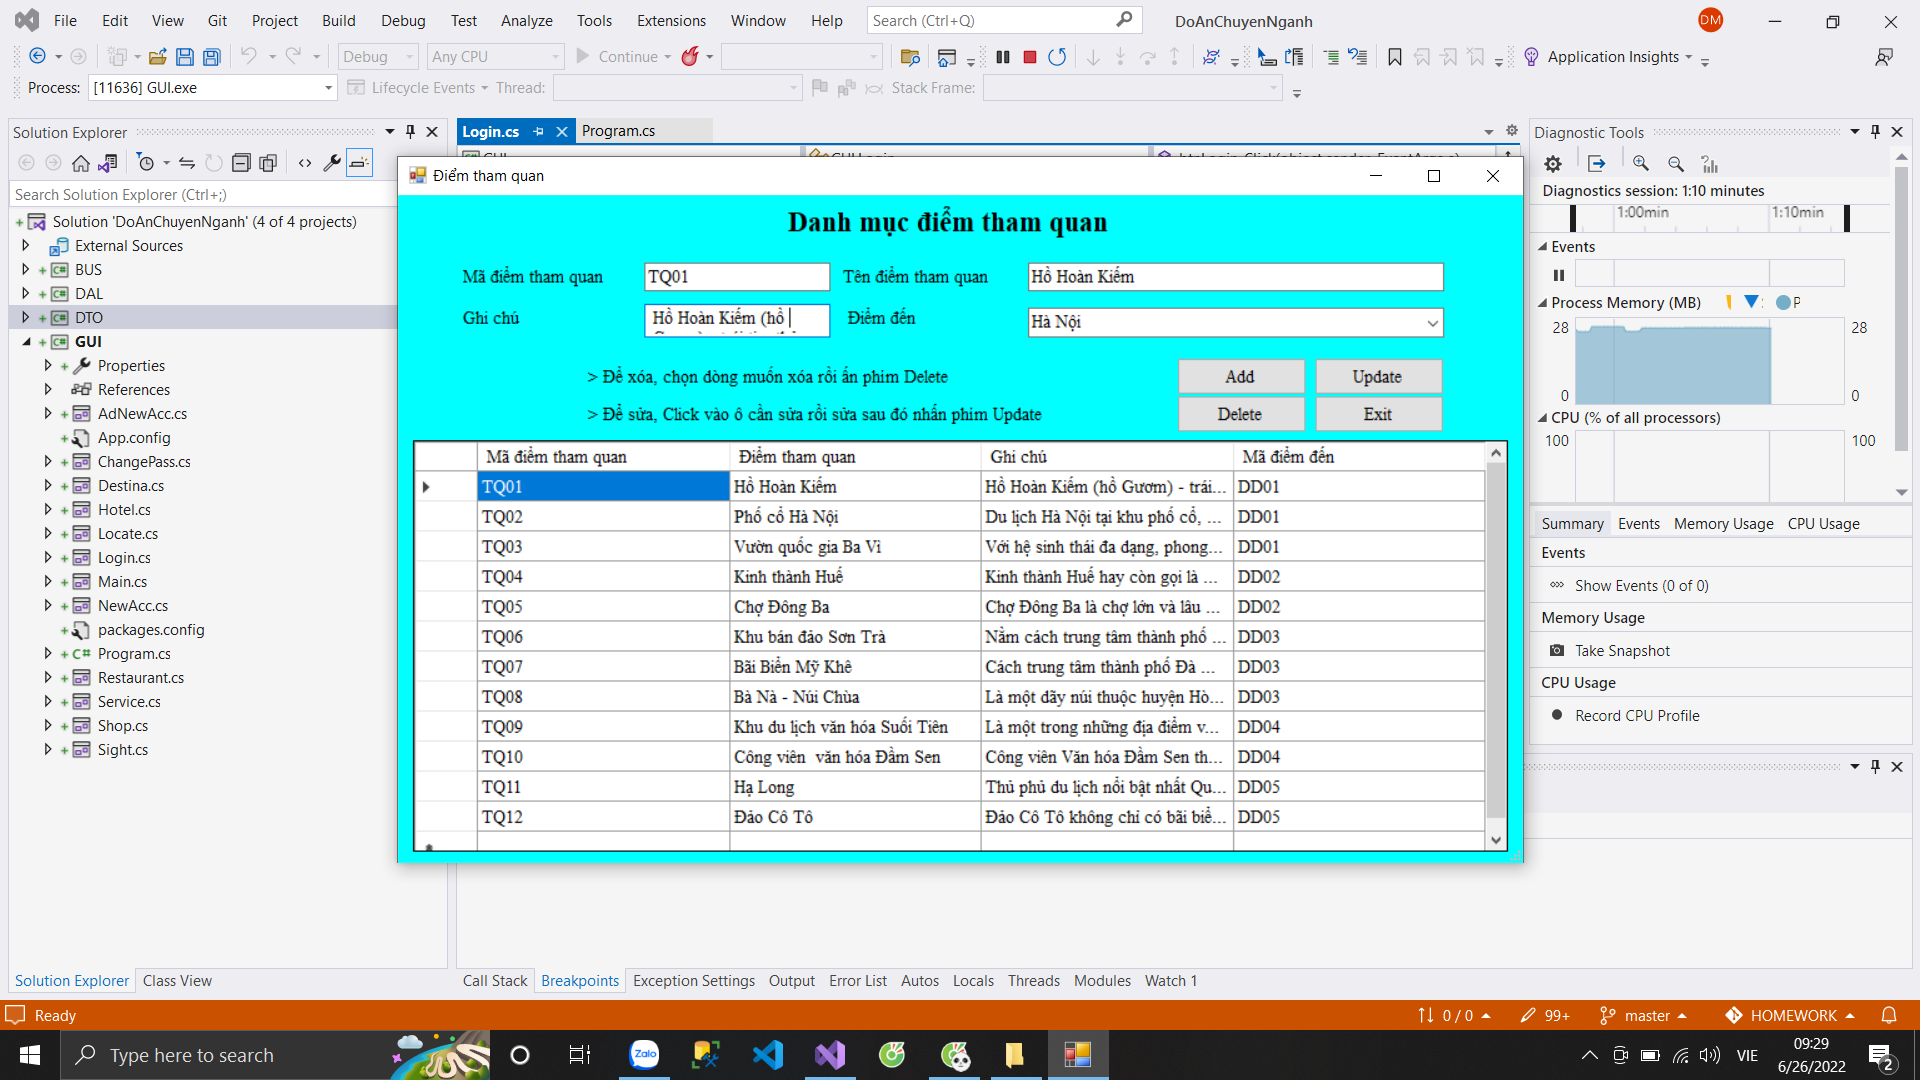 File Edit View Git Project Build Debug Test Analyze Tools Extensions Window Help Search (Ctrl+Q) DoAnChuyenNganh DM
Debug Any CPU Continue Application Insights
Process: [11636] GUI.exe Lifecycle Events Thread: Stack Frame:
Solution Explorer
Search Solution Explorer (Ctrl+;)
Solution 'DoAnChuyenNganh' (4 of 4 projects)
External Sources
BUS
DAL
DTO
GUI
Properties
References
AdNewAcc.cs
App.config
ChangePass.cs
Destina.cs
Hotel.cs
Locate.cs
Login.cs
Main.cs
NewAcc.cs
packages.config
Program.cs
Restaurant.cs
Service.cs
Shop.cs
Sight.cs
Solution Explorer Class View
Login.cs Program.cs
Điểm tham quan
Danh mục điểm tham quan
Mã điểm tham quan TQ01 Tên điểm tham quan Hồ Hoàn Kiếm
Ghi chú Hồ Hoàn Kiếm (hồ Điểm đến Hà Nội
> Để xóa, chọn dòng muốn xóa rồi ấn phím Delete Add Update
> Để sửa, Click vào ô cần sửa rồi sửa sau đó nhấn phím Update Delete Exit
Mã điểm tham quan Điểm tham quan Ghi chú Mã điểm đến
TQ01 Hồ Hoàn Kiếm Hồ Hoàn Kiếm (hồ Gươm) - trái... DD01
TQ02 Phố cổ Hà Nội Du lịch Hà Nội tại khu phố cổ, ... DD01
TQ03 Vườn quốc gia Ba Vì Với hệ sinh thái đa dạng, phong... DD01
TQ04 Kinh thành Huế Kinh thành Huế hay còn gọi là ... DD02
TQ05 Chợ Đông Ba Chợ Đông Ba là chợ lớn và lâu ... DD02
TQ06 Khu bán đảo Sơn Trà Nằm cách trung tâm thành phố ... DD03
TQ07 Bãi Biển Mỹ Khê Cách trung tâm thành phố Đà ... DD03
TQ08 Bà Nà - Núi Chùa Là một dãy núi thuộc huyện Hò... DD03
TQ09 Khu du lịch văn hóa Suối Tiên Là một trong những địa điểm v... DD04
TQ10 Công viên  văn hóa Đầm Sen Công viên Văn hóa Đầm Sen th... DD04
TQ11 Hạ Long Thủ phủ du lịch nổi bật nhất Qu... DD05
TQ12 Đảo Cô Tô Đảo Cô Tô không chỉ có bãi biể... DD05
Diagnostic Tools
Diagnostics session: 1:10 minutes
1:00min 1:10min
Events
Process Memory (MB) P
28 28
0 0
CPU (% of all processors)
100 100
Summary Events Memory Usage CPU Usage
Events
Show Events (0 of 0)
Memory Usage
Take Snapshot
CPU Usage
Record CPU Profile
Call Stack Breakpoints Exception Settings Output Error List Autos Locals Threads Modules Watch 1
Ready 0 / 0 99+ master HOMEWORK
Type here to search Zalo VIE 09:29 6/26/2022 2